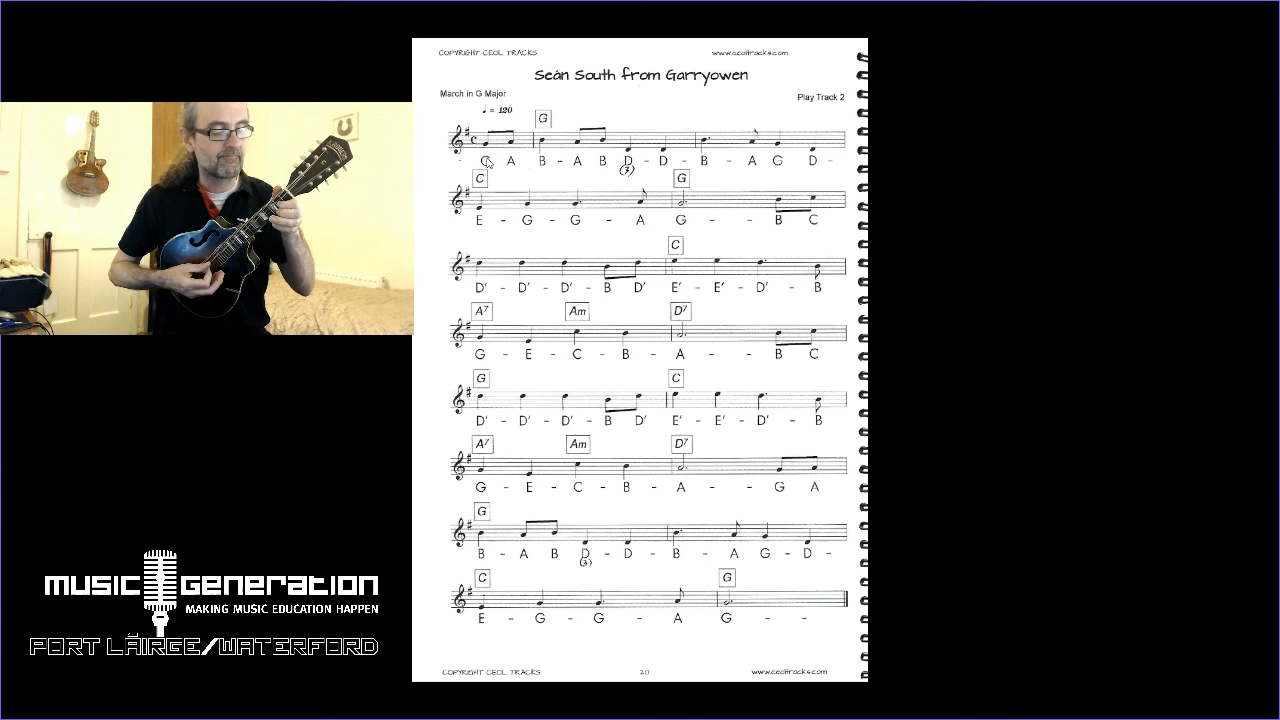 COPYRIGHT CEOL TRACKS www.ceoltracks.com
Seán South from Garryowen
March in G Major
Play Track 2
♩ = 120
G
G A B - A B D - D - B - A G D -
(3)
C G
E - G - G - A G - - B C
C
D' - D' - D' - B D' E' - E' - D' - B
A7 Am D7
G - E - C - B - A - - B C
G C
D' - D' - D' - B D' E' - E' - D' - B
A7 Am D7
G - E - C - B - A - - G A
G
B - A B D - D - B - A G - D -
(3)
C G
E - G - G - A G - -
COPYRIGHT CEOL TRACKS 20 www.ceoltracks.com
MUSIC GENERATION
MAKING MUSIC EDUCATION HAPPEN
PORT LÁIRGE/WATERFORD